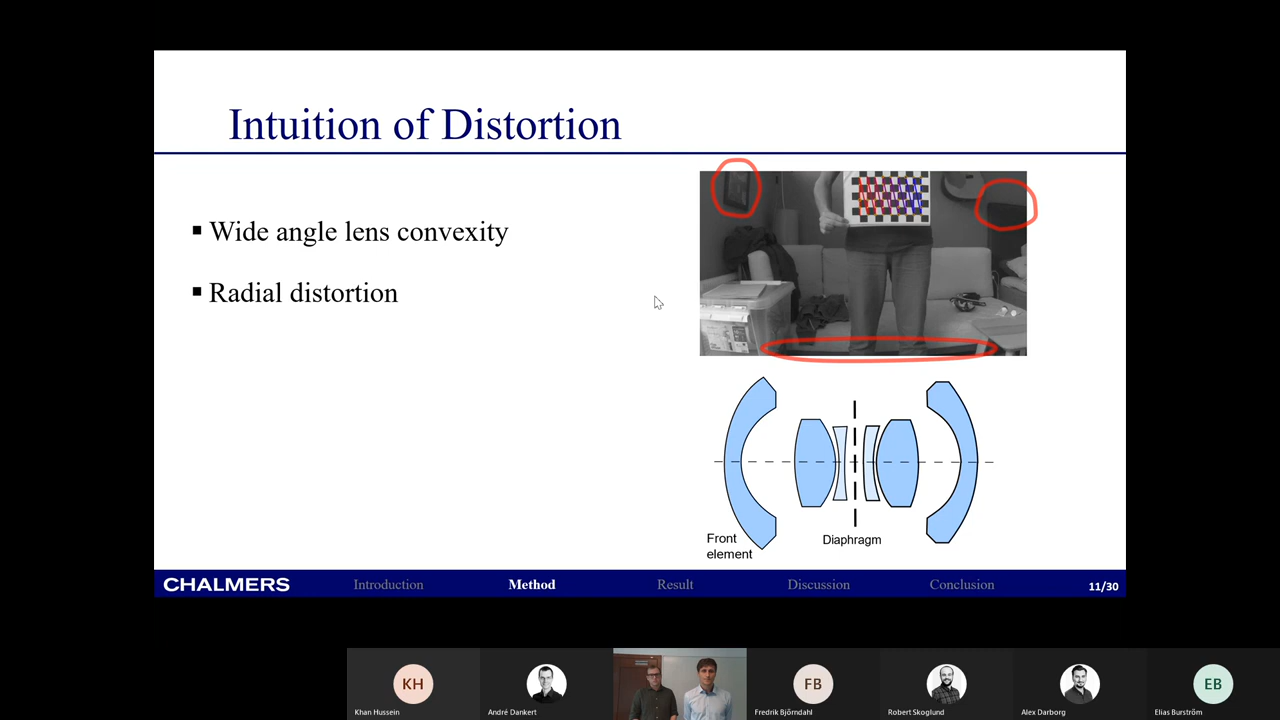 Intuition of Distortion
Wide angle lens convexity
Radial distortion
Front
element
Diaphragm
CHALMERS
Introduction
Method
Result
Discussion
Conclusion
11/30
KH
FB
EB
Khan Hussein
André Dankert
Fredrik Björndahl
Robert Skoglund
Alex Darborg
Elias Burström